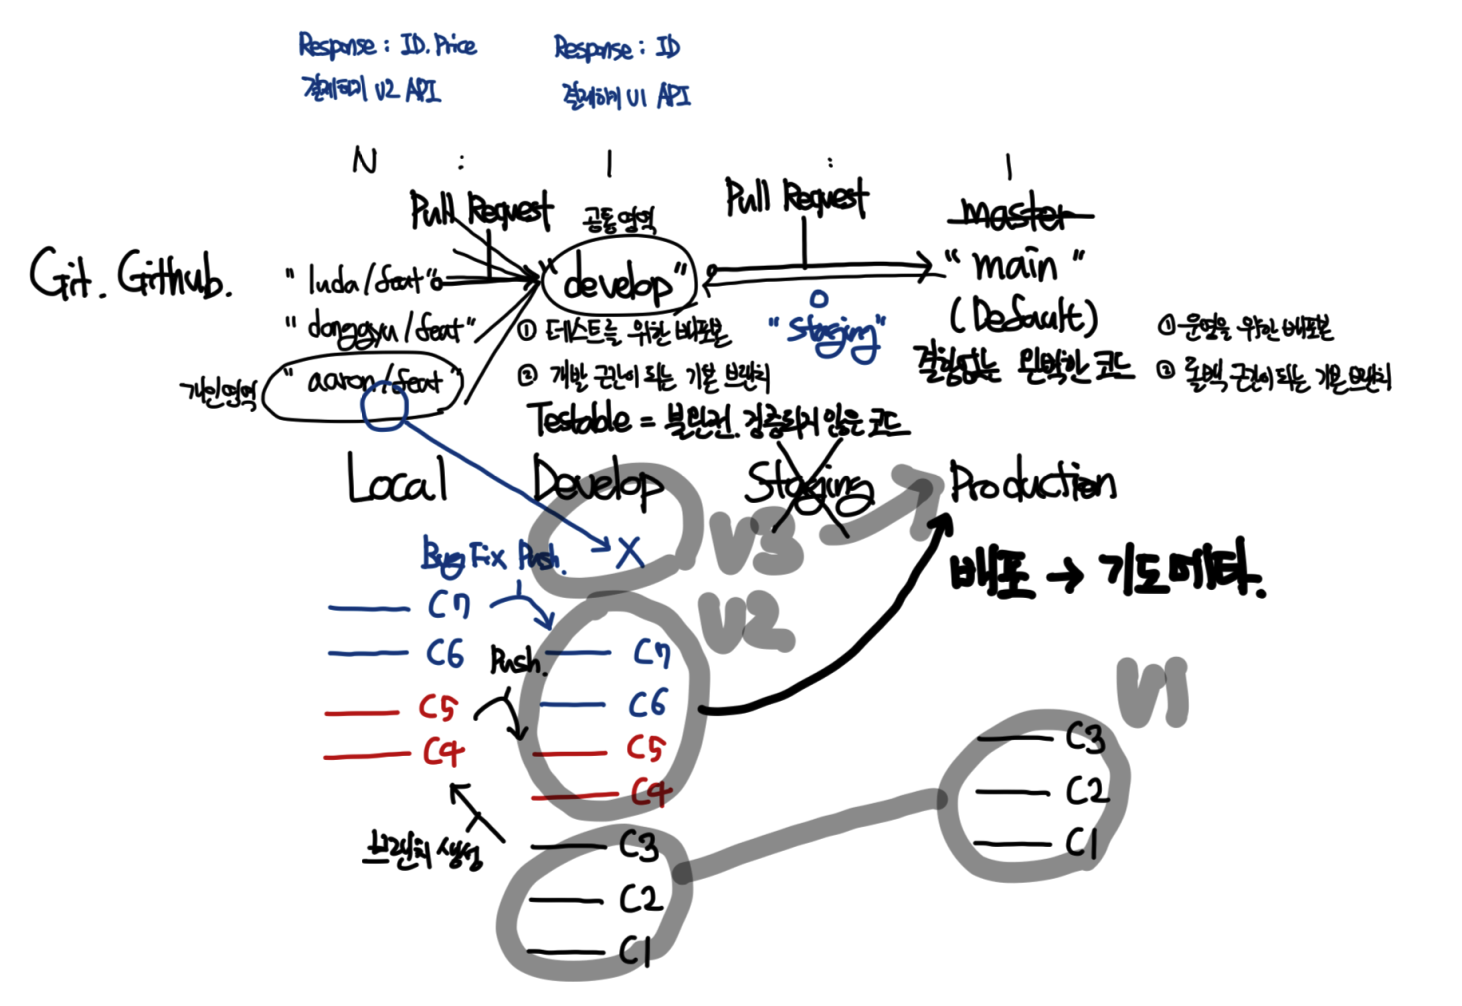 Response : ID. Price
결제하기 V2 API
Response : ID
결제하기 V1 API
N : 1 : 1
Pull Request
Pull Request
공통영역
master
Git. Github.
"luda/feat"
"develop"
"main"
"donggyu/feat"
"staging"
(Default)
개인영역
"aaron/feat"
① 테스트를 위한 배포본
② 개발 근간이 되는 기본 브랜치
Testable = 불완전. 검증되지 않은 코드
결함없는 완벽한 코드
① 운영을 위한 배포본
② 롤백 근간이 되는 기본 브랜치
Local
Develop
Staging
Production
X
V3
BugFix Push.
배포 → 기도메타.
C7
C6
Push.
C5
C4
V2
C7
C6
C5
C4
브랜치 생성
C3
C2
C1
V1
C3
C2
C1